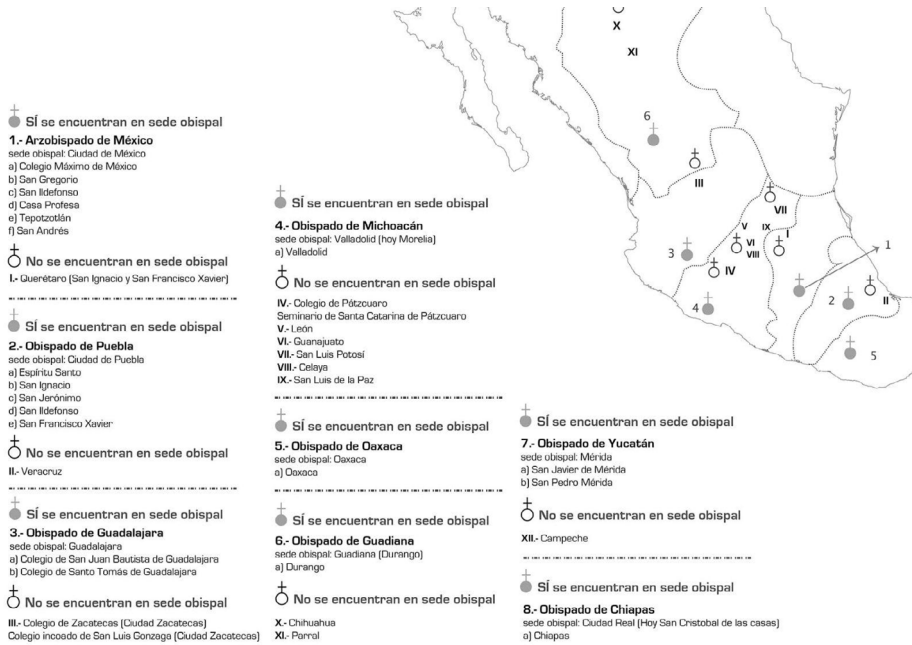 SÍ se encuentran en sede obispal
1.- Arzobispado de México
sede obispal: Ciudad de México
a) Colegio Máximo de México
b) San Gregorio
c) San Ildefonso
d) Casa Profesa
e) Tepotzotlán
f) San Andrés
No se encuentran en sede obispal
I.- Querétaro (San Ignacio y San Francisco Xavier)
SÍ se encuentran en sede obispal
2.- Obispado de Puebla
sede obispal: Ciudad de Puebla
a) Espíritu Santo
b) San Ignacio
c) San Jerónimo
d) San Ildefonso
e) San Francisco Xavier
No se encuentran en sede obispal
II.- Veracruz
SÍ se encuentran en sede obispal
3.- Obispado de Guadalajara
sede obispal: Guadalajara
a) Colegio de San Juan Bautista de Guadalajara
b) Colegio de Santo Tomás de Guadalajara
No se encuentran en sede obispal
III.- Colegio de Zacatecas (Ciudad Zacatecas)
Colegio incoado de San Luis Gonzaga (Ciudad Zacatecas)
SÍ se encuentran en sede obispal
4.- Obispado de Michoacán
sede obispal: Valladolid (hoy Morelia)
a) Valladolid
No se encuentran en sede obispal
IV.- Colegio de Pátzcuaro
Seminario de Santa Catarina de Pátzcuaro
V.- León
VI.- Guanajuato
VII.- San Luis Potosí
VIII.- Celaya
IX.- San Luis de la Paz
SÍ se encuentran en sede obispal
5.- Obispado de Oaxaca
sede obispal: Oaxaca
a) Oaxaca
SÍ se encuentran en sede obispal
6.- Obispado de Guadiana
sede obispal: Guadiana (Durango)
a) Durango
No se encuentran en sede obispal
X.- Chihuahua
XI.- Parral
SÍ se encuentran en sede obispal
7.- Obispado de Yucatán
sede obispal: Mérida
a) San Javier de Mérida
b) San Pedro Mérida
No se encuentran en sede obispal
XII.- Campeche
SÍ se encuentran en sede obispal
8.- Obispado de Chiapas
sede obispal: Ciudad Real (Hoy San Cristobal de las casas)
a) Chiapas
X
XI
6
III
VII
V
IX
I
VI
VIII
3
IV
1
4
2
II
5